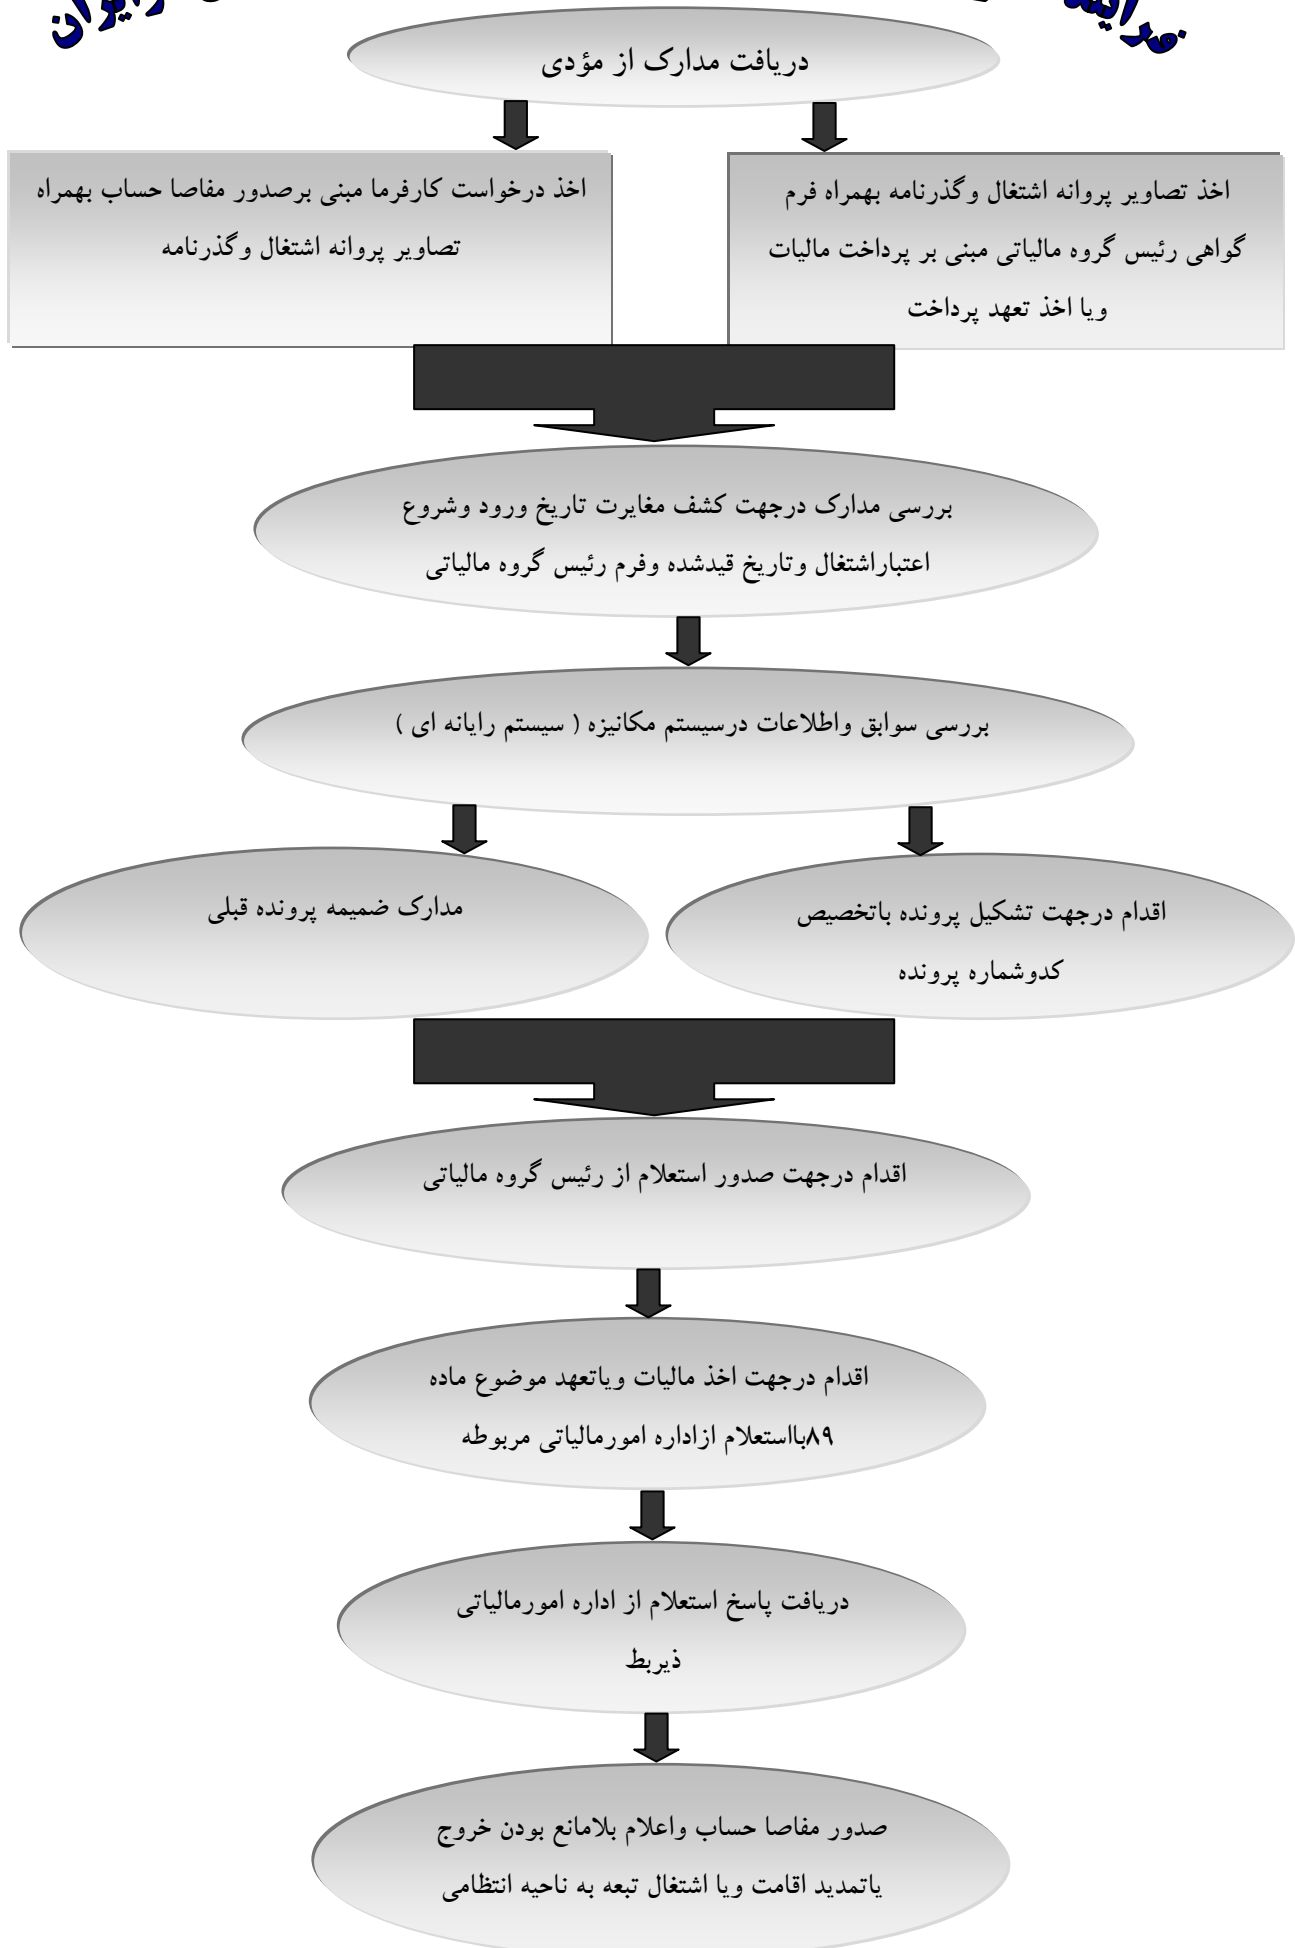 دریافت مدارک از مؤدی
اخذ تصاویر پروانه اشتغال وگذرنامه بهمراه فرم
گواهی رئیس گروه مالیاتی مبنی بر پرداخت مالیات
ویا اخذ تعهد پرداخت
اخذ درخواست کارفرما مبنی برصدور مفاصا حساب بهمراه
تصاویر پروانه اشتغال وگذرنامه
بررسی مدارک درجهت کشف مغایرت تاریخ ورود وشروع
اعتباراشتغال وتاریخ قیدشده وفرم رئیس گروه مالیاتی
بررسی سوابق واطلاعات درسیستم مکانیزه ( سیستم رایانه ای )
اقدام درجهت تشکیل پرونده باتخصیص
کدوشماره پرونده
مدارک ضمیمه پرونده قبلی
اقدام درجهت صدور استعلام از رئیس گروه مالیاتی
اقدام درجهت اخذ مالیات ویاتعهد موضوع ماده
۸۹بااستعلام ازاداره امورمالیاتی مربوطه
دریافت پاسخ استعلام از اداره امورمالیاتی
ذیربط
صدور مفاصا حساب واعلام بلامانع بودن خروج
یاتمدید اقامت ویا اشتغال تبعه به ناحیه انتظامی